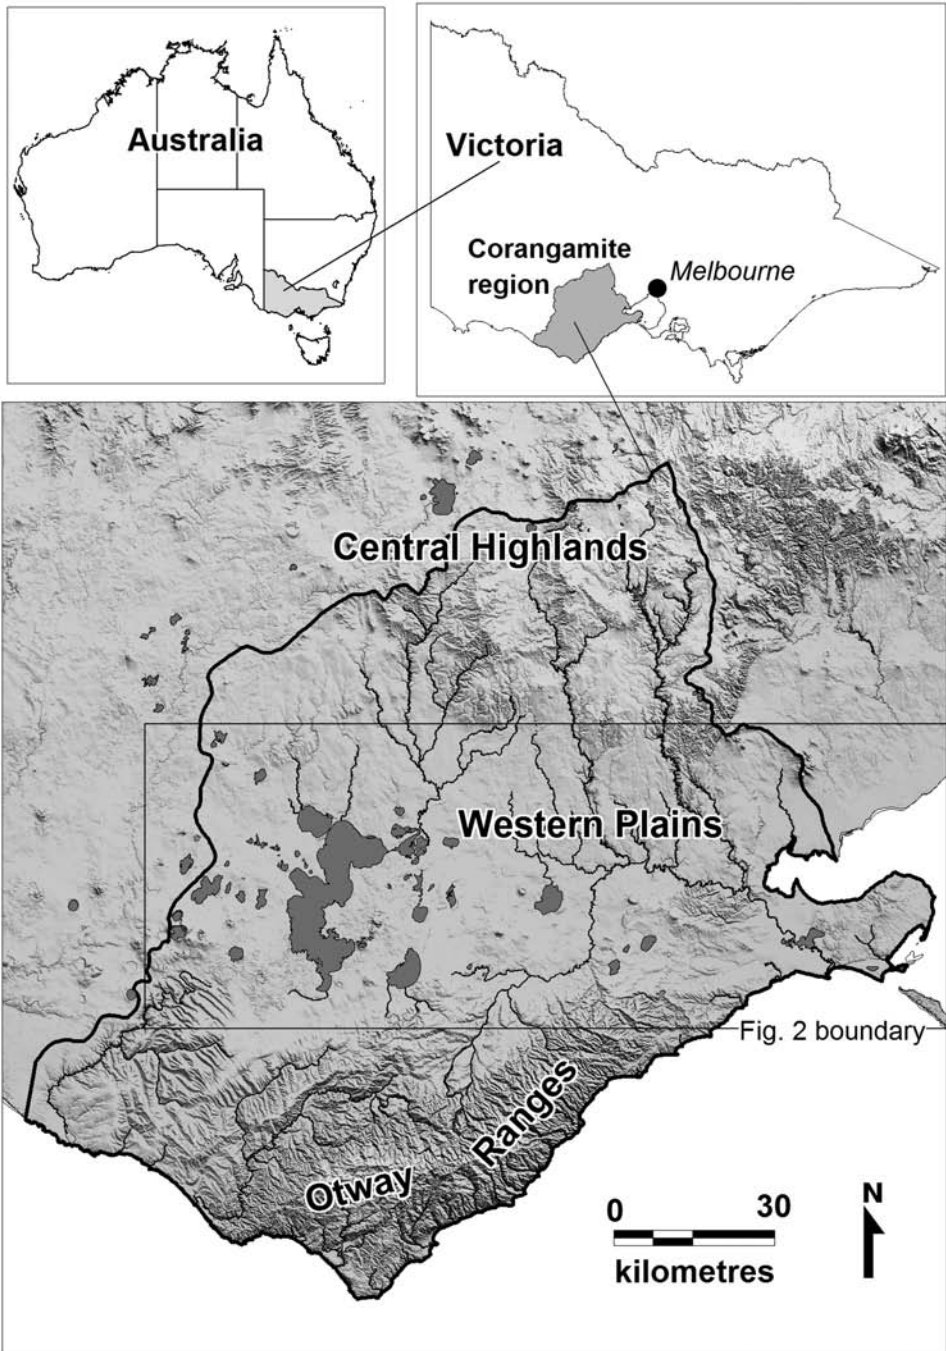 Australia
Victoria
Corangamite
region
Melbourne
Central Highlands
Western Plains
Fig. 2 boundary
Otway Ranges
0 30
kilometres
N